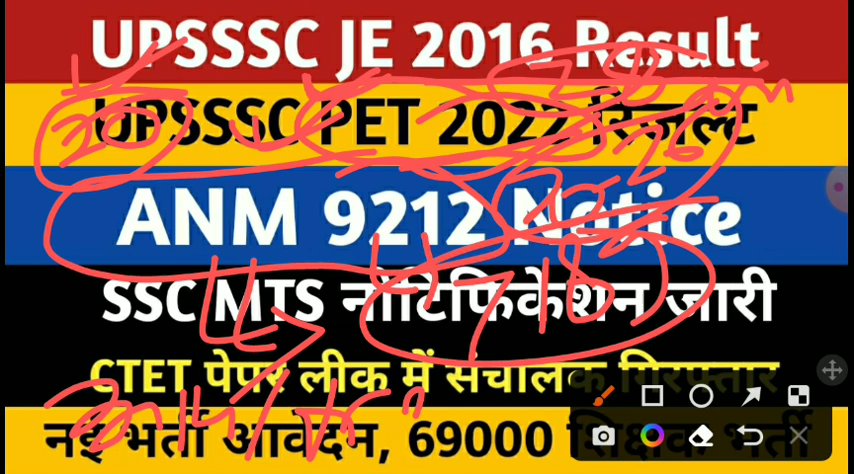 UPSSSC JE 2016 Result
UPSSSC PET 2022 रिजल्ट
ANM 9212 Notice
SSC MTS नोटिफिकेशन जारी
CTET पेपर लीक में संचालक गिरफ्तार
नई भर्ती आवेदन, 69000 शिक्षक भर्ती